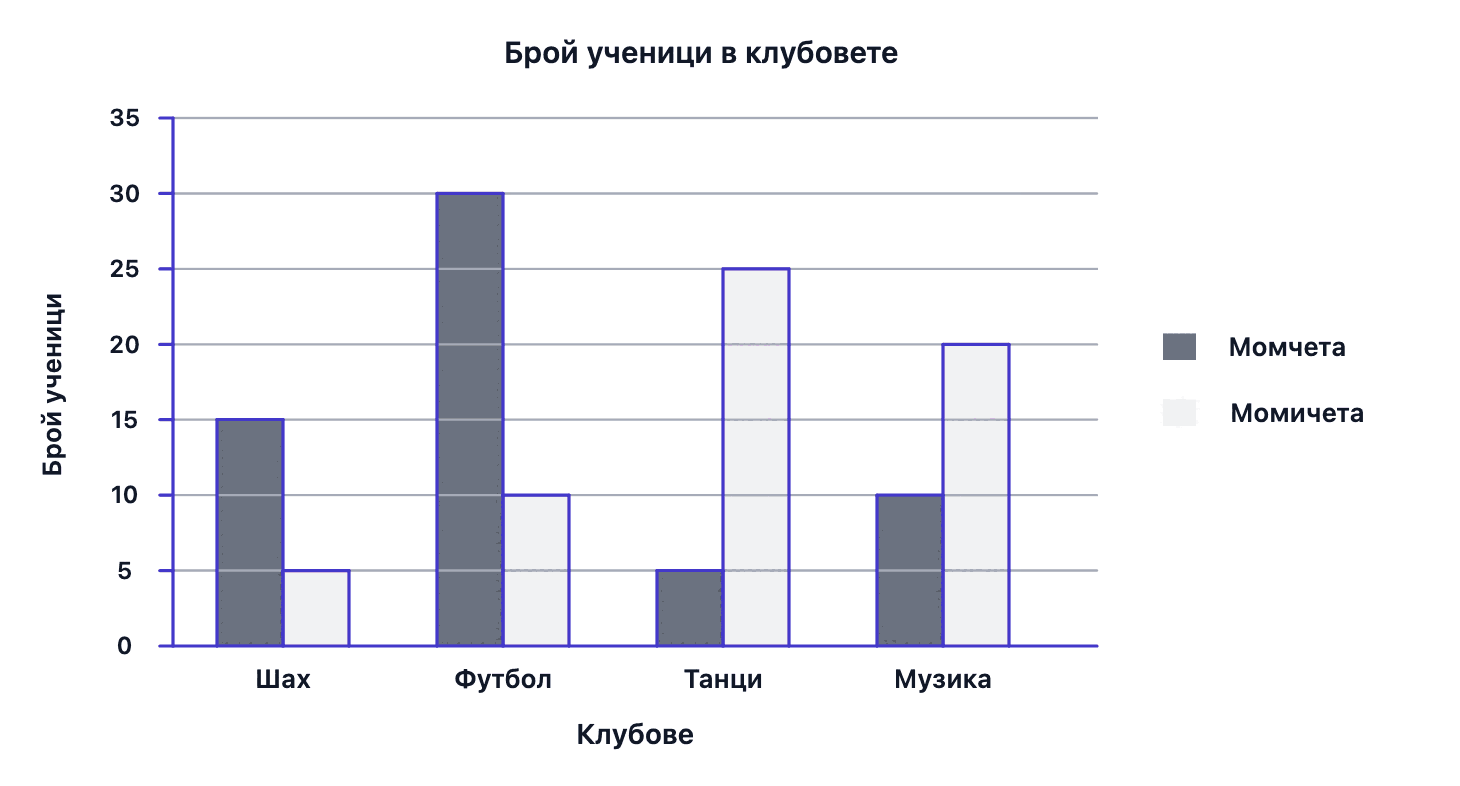 Брой ученици в клубовете
35
30
25
20
15
10
5
0
Брой ученици
Шах
Футбол
Танци
Музика
Клубове
Момчета
Момичета